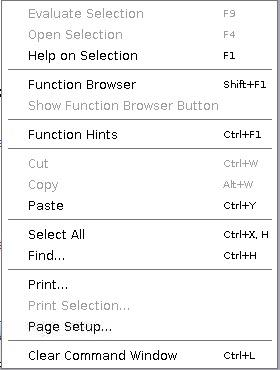 Evaluate Selection F9
Open Selection F4
Help on Selection F1
Function Browser Shift+F1
Show Function Browser Button
Function Hints Ctrl+F1
Cut Ctrl+W
Copy Alt+W
Paste Ctrl+Y
Select All Ctrl+X, H
Find... Ctrl+H
Print...
Print Selection...
Page Setup...
Clear Command Window Ctrl+L